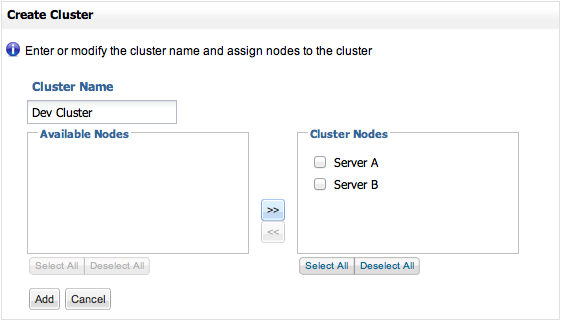 Create Cluster
Enter or modify the cluster name and assign nodes to the cluster
Cluster Name
Dev Cluster
Available Nodes
Cluster Nodes
Server A
Server B
>>
<<
Select All Deselect All
Select All Deselect All
Add Cancel